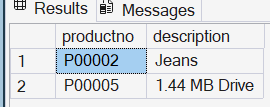 Results Messages
productno description
1 P00002 Jeans
2 P00005 1.44 MB Drive